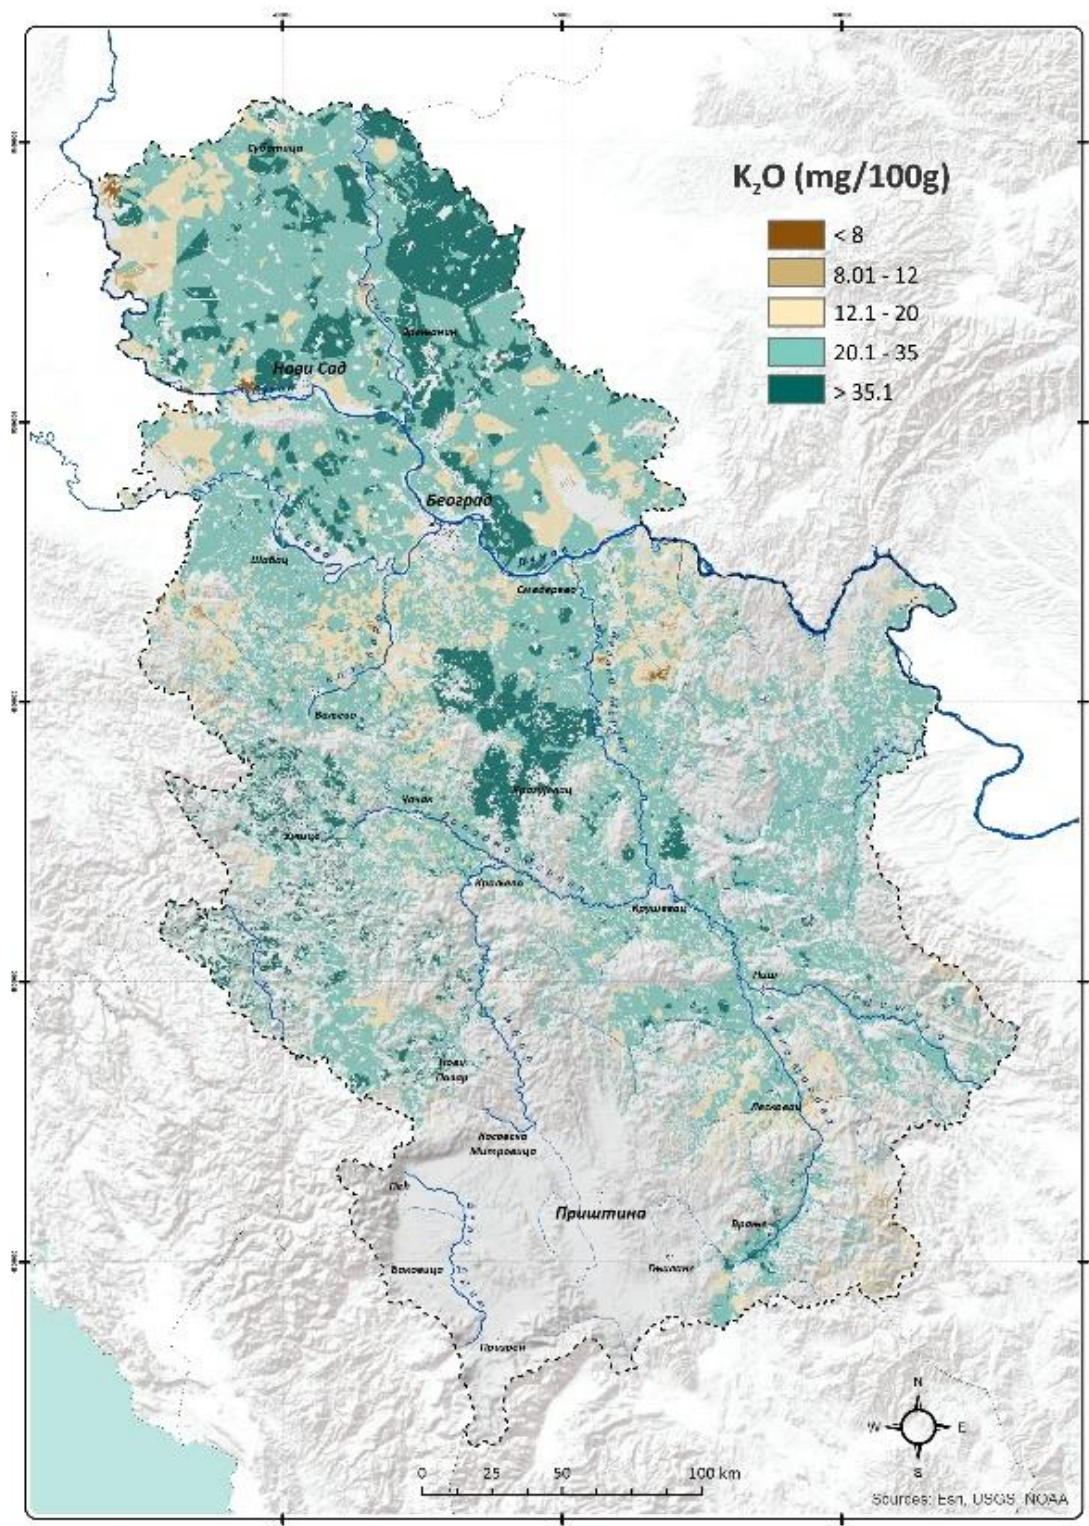 K₂O (mg/100g)
< 8
8.01 - 12
12.1 - 20
20.1 - 35
> 35.1
Суботица
Зрењанин
Нови Сад
Београд
Шабац
Дунав
Смедерево
Ваљево
Чачак
Крагујевац
Ужице
Краљево
Крушевац
Ниш
Нови
Пазар
Лесковац
Косовска
Митровица
Пећ
Приштина
Врање
Ђаковица
Гњилане
Призрен
N
W
E
S
0
25
50
100 km
Sources: Esri, USGS, NOAA